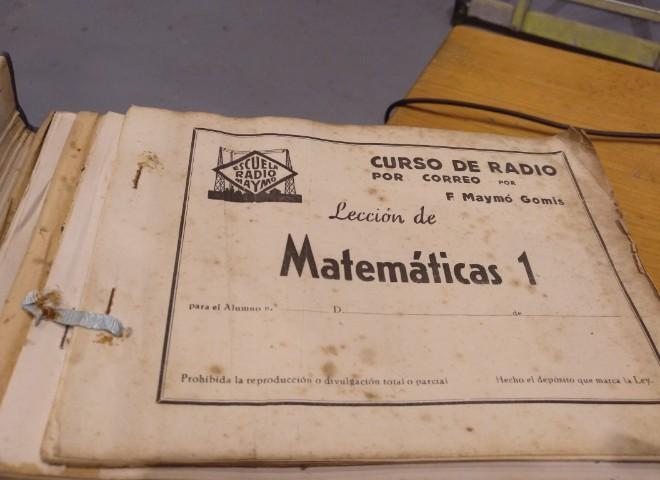 ESCUELA
RADIO
MAYMO
CURSO DE RADIO
POR CORREO POR
F Maymó Gomis
Lección de
Matemáticas 1
para el Alumno n.° D. de
Prohibida la reproducción o divulgación total o parcial
Hecho el depósito que marca la Ley.